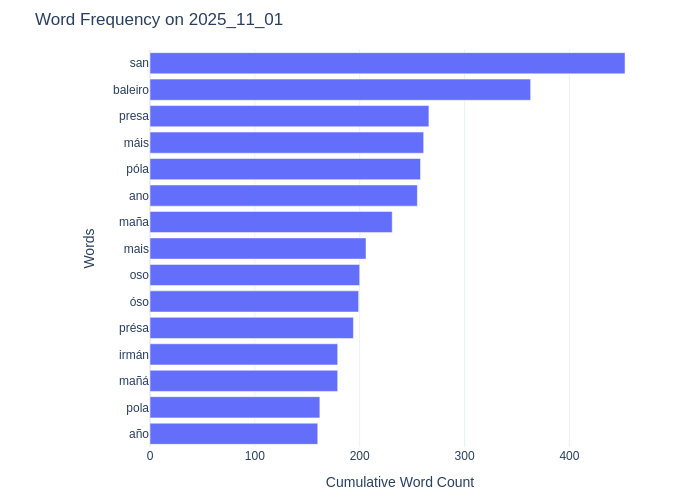 Word Frequency on 2025_11_01
san
baleiro
presa
máis
póla
ano
maña
mais
oso
óso
présa
irmán
mañá
pola
año
0 100 200 300 400
Cumulative Word Count
Words